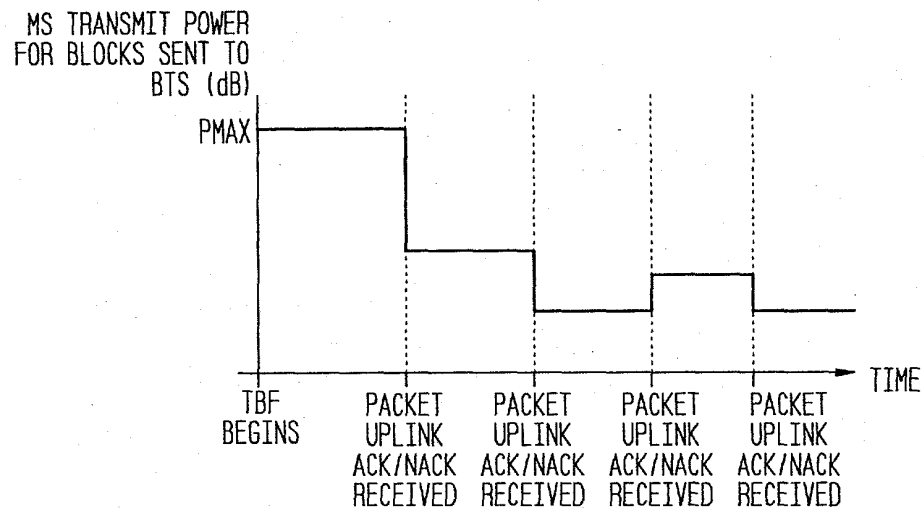 MS TRANSMIT POWER
FOR BLOCKS SENT TO
BTS (dB)
PMAX
TIME
TBF
BEGINS
PACKET
UPLINK
ACK/NACK
RECEIVED
PACKET
UPLINK
ACK/NACK
RECEIVED
PACKET
UPLINK
ACK/NACK
RECEIVED
PACKET
UPLINK
ACK/NACK
RECEIVED